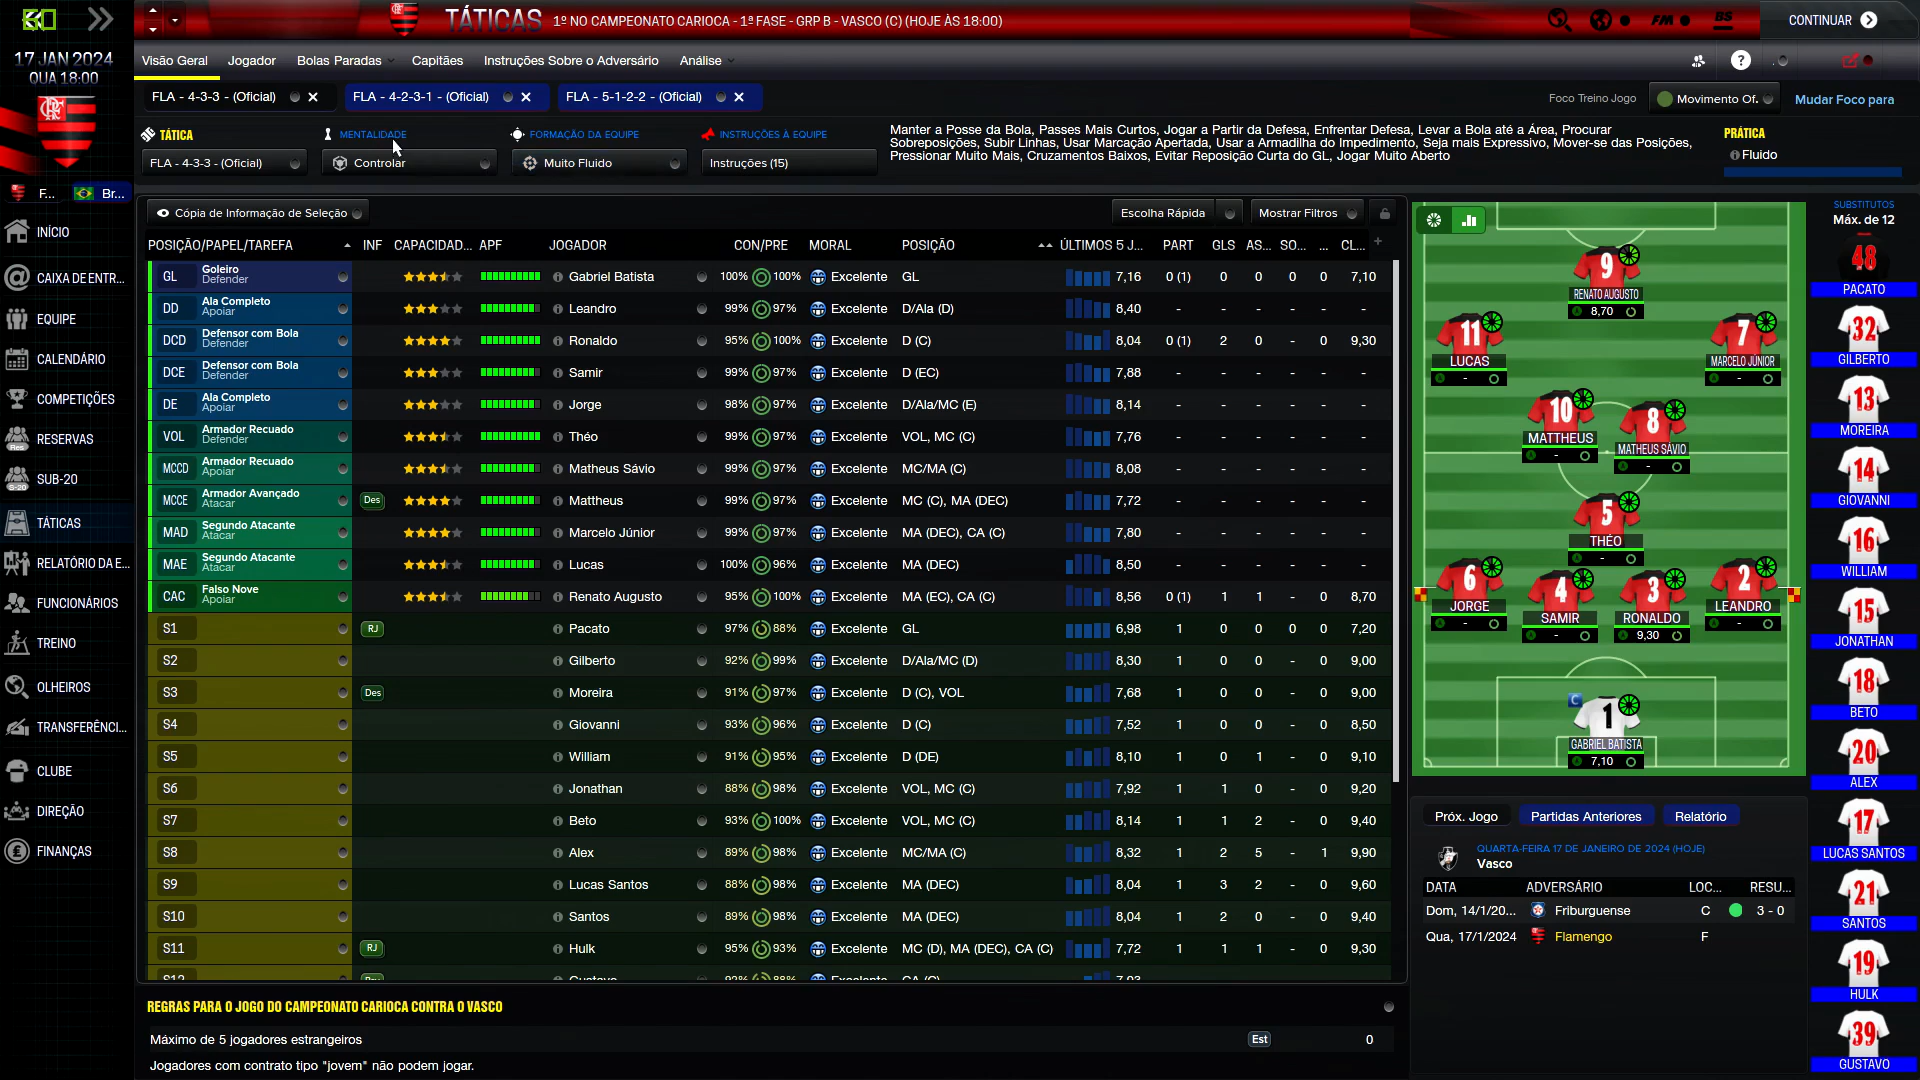 TÁTICAS
1º NO CAMPEONATO CARIOCA - 1ª FASE - GRP B - VASCO (C) (HOJE ÀS 18:00)
FM
BS
CONTINUAR
17 JAN 2024
QUA 18:00
Visão Geral
Jogador
Bolas Paradas
Capitães
Instruções Sobre o Adversário
Análise
?
FLA - 4-3-3 - (Oficial)
FLA - 4-2-3-1 - (Oficial)
FLA - 5-1-2-2 - (Oficial)
Foco Treino Jogo
Movimento Of.
Mudar Foco para
TÁTICA
FLA - 4-3-3 - (Oficial)
MENTALIDADE
Controlar
FORMAÇÃO DA EQUIPE
Muito Fluido
INSTRUÇÕES À EQUIPE
Instruções (15)
Manter a Posse da Bola, Passes Mais Curtos, Jogar a Partir da Defesa, Enfrentar Defesa, Levar a Bola até a Área, Procurar
Sobreposições, Subir Linhas, Usar Marcação Apertada, Usar a Armadilha do Impedimento, Seja mais Expressivo, Mover-se das Posições,
Pressionar Muito Mais, Cruzamentos Baixos, Evitar Reposição Curta do GL, Jogar Muito Aberto
PRÁTICA
Fluido
F...
Br...
INÍCIO
CAIXA DE ENTR...
EQUIPE
CALENDÁRIO
COMPETIÇÕES
RESERVAS
SUB-20
TÁTICAS
RELATÓRIO DA E...
FUNCIONÁRIOS
TREINO
OLHEIROS
TRANSFERÊNCI...
CLUBE
DIREÇÃO
FINANÇAS
Cópia de Informação de Seleção
Escolha Rápida
Mostrar Filtros
POSIÇÃO/PAPEL/TAREFA INF CAPACIDAD... APF JOGADOR CON/PRE MORAL POSIÇÃO ÚLTIMOS 5 J... PART GLS AS... SO... ... CL...
GL Goleiro Defender Gabriel Batista 100% 100% Excelente GL 7,16 0 (1) 0 0 0 0 7,10
DD Ala Completo Apoiar Leandro 99% 97% Excelente D/Ala (D) 8,40 - - - - - -
DCD Defensor com Bola Defender Ronaldo 95% 100% Excelente D (C) 8,04 0 (1) 2 0 - 0 9,30
DCE Defensor com Bola Defender Samir 99% 97% Excelente D (EC) 7,88 - - - - - -
DE Ala Completo Apoiar Jorge 98% 97% Excelente D/Ala/MC (E) 8,14 - - - - - -
VOL Armador Recuado Defender Théo 99% 97% Excelente VOL, MC (C) 7,76 - - - - - -
MCCD Armador Recuado Apoiar Matheus Sávio 99% 97% Excelente MC/MA (C) 8,08 - - - - - -
MCCE Armador Avançado Atacar Des Mattheus 99% 97% Excelente MC (C), MA (DEC) 7,72 - - - - - -
MAD Segundo Atacante Atacar Marcelo Júnior 99% 97% Excelente MA (DEC), CA (C) 7,80 - - - - - -
MAE Segundo Atacante Atacar Lucas 100% 96% Excelente MA (DEC) 8,50 - - - - - -
CAC Falso Nove Apoiar Renato Augusto 95% 100% Excelente MA (EC), CA (C) 8,56 0 (1) 1 1 - 0 8,70
S1 RJ Pacato 97% 88% Excelente GL 6,98 1 0 0 0 0 7,20
S2 Gilberto 92% 99% Excelente D/Ala/MC (D) 8,30 1 0 0 - 0 9,00
S3 Des Moreira 91% 97% Excelente D (C), VOL 7,68 1 0 0 - 0 9,00
S4 Giovanni 93% 96% Excelente D (C) 7,52 1 0 0 - 0 8,50
S5 William 91% 95% Excelente D (DE) 8,10 1 0 1 - 0 9,10
S6 Jonathan 88% 98% Excelente VOL, MC (C) 7,92 1 1 0 - 0 9,20
S7 Beto 93% 100% Excelente VOL, MC (C) 8,14 1 1 2 - 0 9,40
S8 Alex 89% 98% Excelente MC/MA (C) 8,32 1 2 5 - 1 9,90
S9 Lucas Santos 88% 98% Excelente MA (DEC) 8,04 1 3 2 - 0 9,60
S10 Santos 89% 98% Excelente MA (DEC) 8,04 1 2 0 - 0 9,40
S11 RJ Hulk 95% 93% Excelente MC (D), MA (DEC), CA (C) 7,72 1 1 1 - 0 9,30
REGRAS PARA O JOGO DO CAMPEONATO CARIOCA CONTRA O VASCO
Máximo de 5 jogadores estrangeiros Est 0
Jogadores com contrato tipo "jovem" não podem jogar.
9
RENATO AUGUSTO
8,70
11
LUCAS
-
7
MARCELO JÚNIOR
-
10
MATTHEUS
-
8
MATHEUS SÁVIO
-
5
THÉO
-
6
JORGE
-
4
SAMIR
-
3
RONALDO
9,30
2
LEANDRO
-
C
1
GABRIEL BATISTA
7,10
Próx. Jogo
Partidas Anteriores
Relatório
QUARTA-FEIRA 17 DE JANEIRO DE 2024 (HOJE)
Vasco
DATA ADVERSÁRIO LOC... RESU...
Dom, 14/1/20... Friburguense C 3 - 0
Qua, 17/1/2024 Flamengo F
SUBSTITUTOS
Máx. de 12
48
PACATO
32
GILBERTO
13
MOREIRA
14
GIOVANNI
16
WILLIAM
15
JONATHAN
18
BETO
20
ALEX
17
LUCAS SANTOS
21
SANTOS
19
HULK
39
GUSTAVO